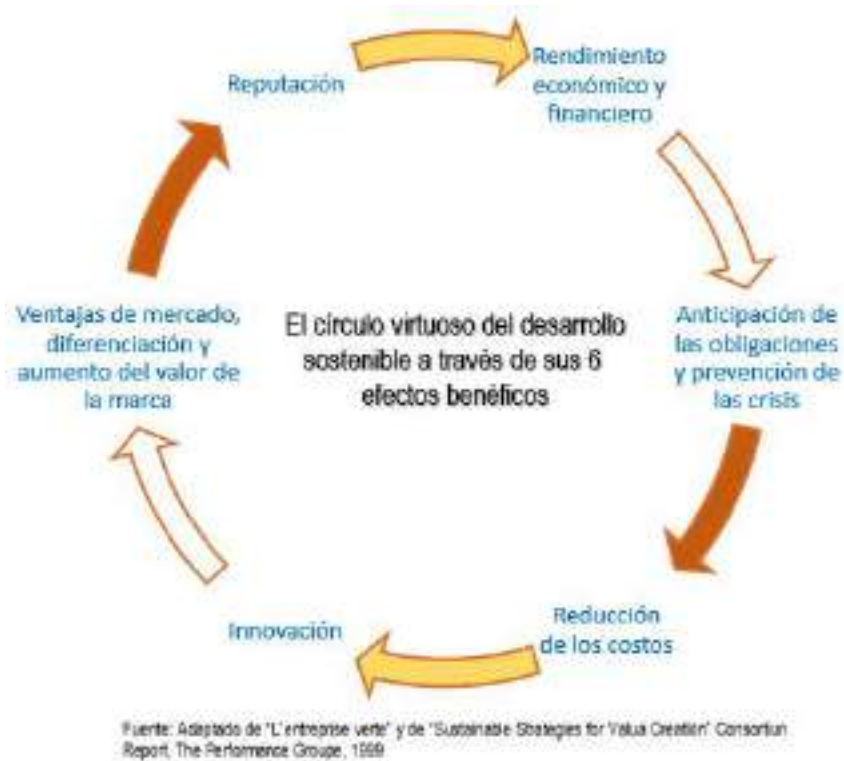 Reputación
Rendimiento
económico y
financiero
Anticipación de
las obligaciones
y prevención de
las crisis
Reducción
de los costos
Innovación
Ventajas de mercado,
diferenciación y
aumento del valor de
la marca
El círculo virtuoso del desarrollo
sostenible a través de sus 6
efectos benéficos
Fuente: Adaptado de "L'entreprise verte" y de "Sustainable Strategies for Value Creation" Consortiun
Report, The Performance Groupe, 1999